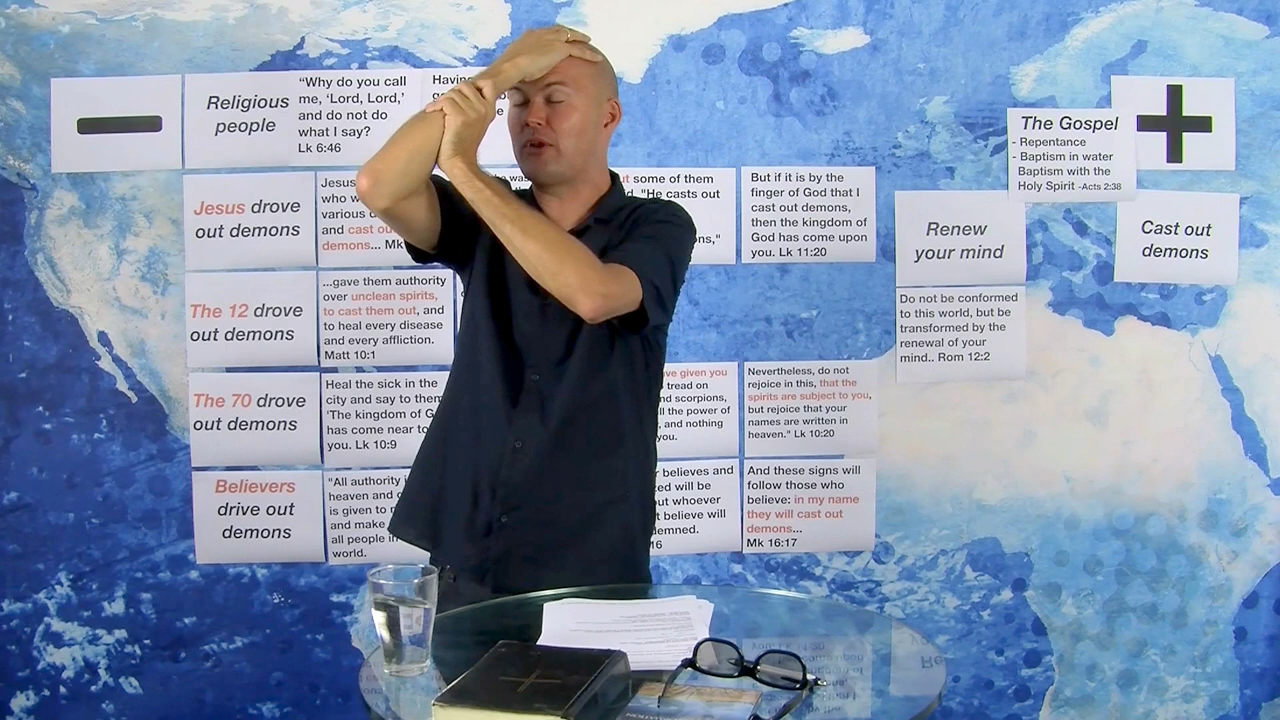 Religious
people
“Why do you call
me, ‘Lord, Lord,’
and do not do
what I say?
Lk 6:46
Having
The Gospel
- Repentance
- Baptism in water
- Baptism with the
Holy Spirit -Acts 2:38
Jesus drove
out demons
Jesus
who w
various d
and cast ou
demons... Mk
he was
ut some of them
d, "He casts out
ons,"
But if it is by the
finger of God that I
cast out demons,
then the kingdom of
God has come upon
you. Lk 11:20
Renew
your mind
Cast out
demons
The 12 drove
out demons
...gave them authority
over unclean spirits,
to cast them out, and
to heal every disease
and every affliction.
Matt 10:1
Do not be conformed
to this world, but be
transformed by the
renewal of your
mind.. Rom 12:2
The 70 drove
out demons
Heal the sick in the
city and say to them
'The kingdom of G
has come near to
you. Lk 10:9
ve given you
tread on
nd scorpions,
ll the power of
, and nothing
you.
Nevertheless, do not
rejoice in this, that the
spirits are subject to you,
but rejoice that your
names are written in
heaven." Lk 10:20
Believers
drive out
demons
"All authority i
heaven and
is given to
and make
all people in
world.
r believes and
ed will be
ut whoever
t believe will
demned.
16
And these signs will
follow those who
believe: in my name
they will cast out
demons...
Mk 16:17